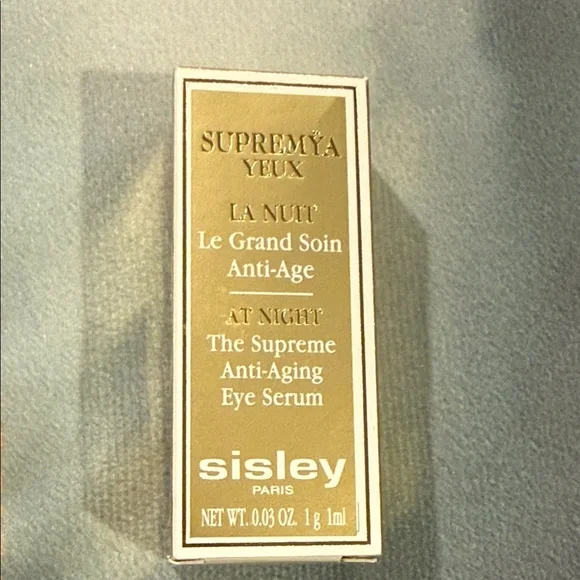 SUPREMŸA
YEUX
LA NUIT
Le Grand Soin
Anti-Age
AT NIGHT
The Supreme
Anti-Aging
Eye Serum
sisley
PARIS
NET WT. 0.03 OZ. 1 g 1ml